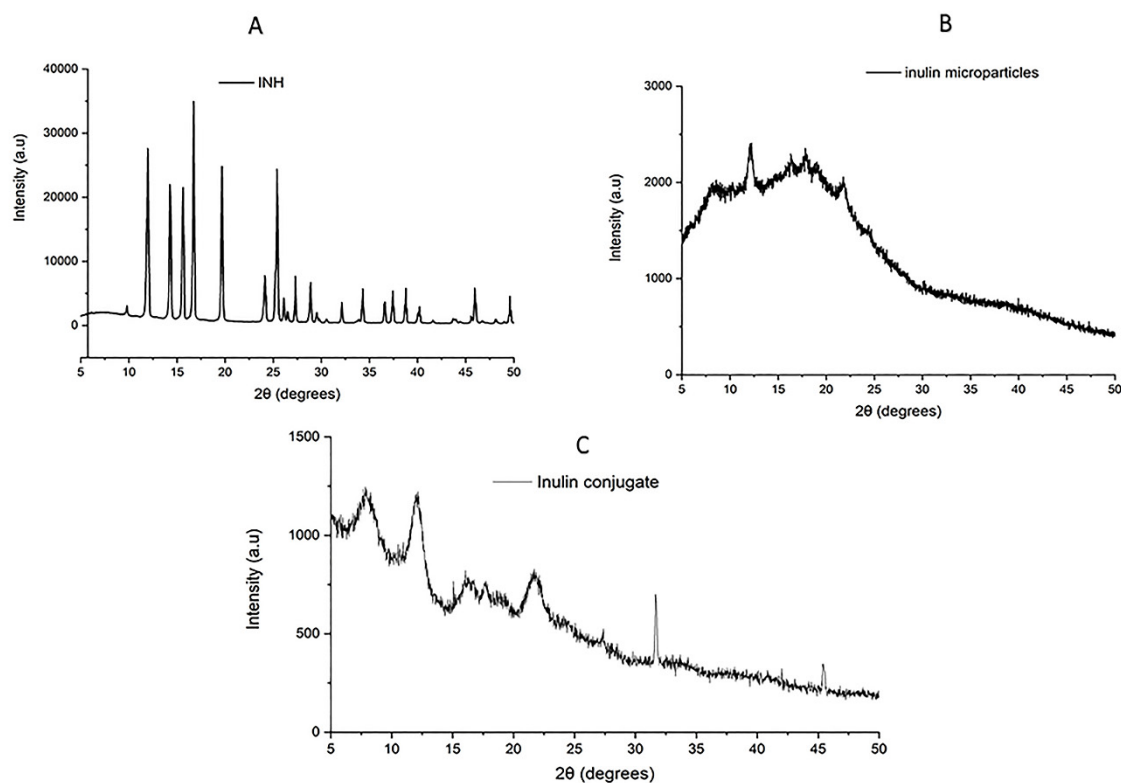 A
INH
40000
30000
20000
10000
0
Intensity (a.u)
5 10 15 20 25 30 35 40 45 50
2θ (degrees)
B
inulin microparticles
3000
2000
1000
0
Intensity (a.u)
5 10 15 20 25 30 35 40 45 50
2θ (degrees)
C
Inulin conjugate
1500
1000
500
0
Intensity (a.u)
5 10 15 20 25 30 35 40 45 50
2θ (degrees)